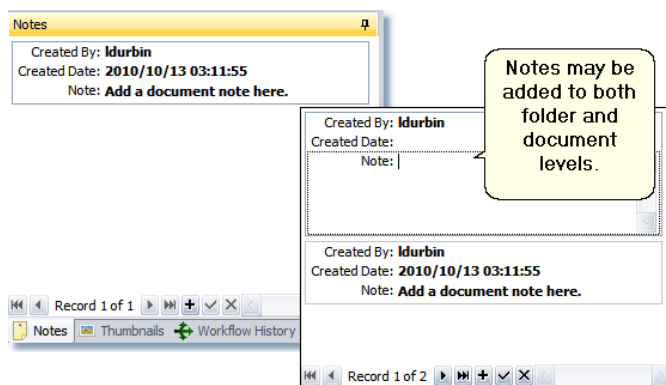 Notes
Created By: ldurbin
Created Date: 2010/10/13 03:11:55
Note: Add a document note here.
Record 1 of 1
Notes Thumbnails Workflow History
Notes may be
added to both
folder and
document
levels.
Created By: ldurbin
Created Date:
Note:
Created By: ldurbin
Created Date: 2010/10/13 03:11:55
Note: Add a document note here.
Record 1 of 2